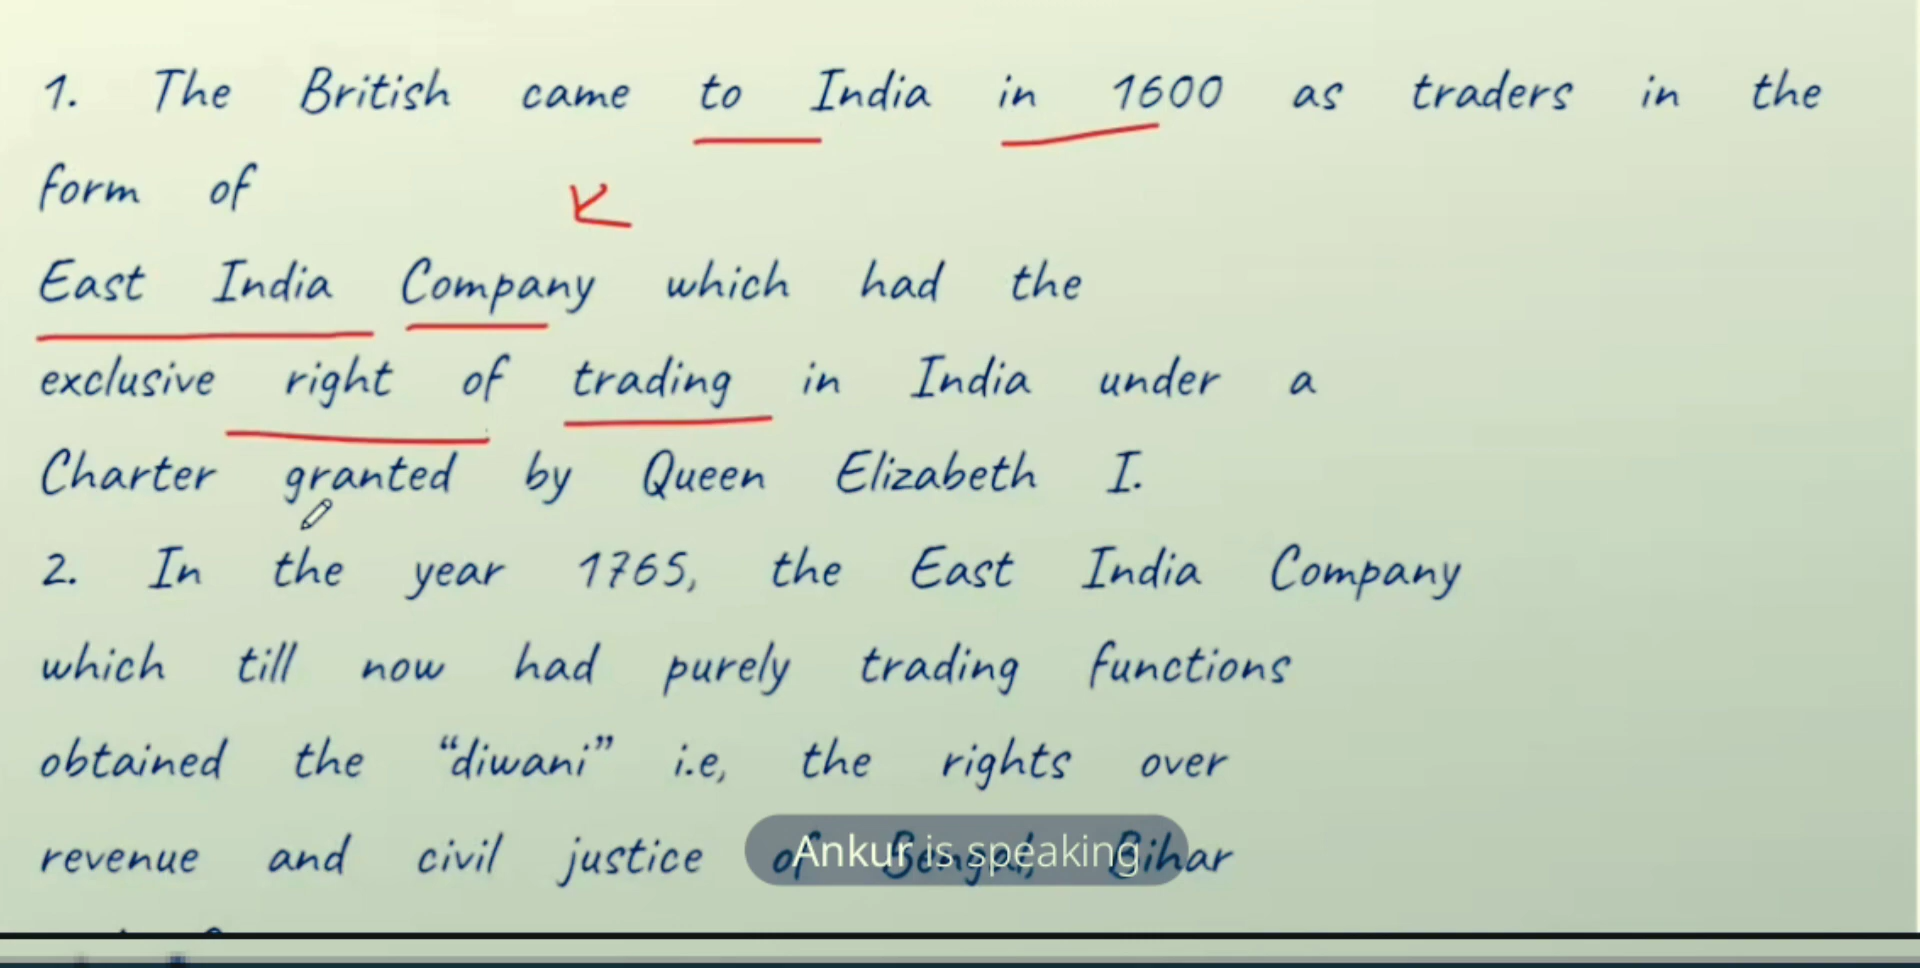 1. The British came to India in 1600 as traders in the
form of
East India Company which had the
exclusive right of trading in India under a
Charter granted by Queen Elizabeth I.
2. In the year 1765, the East India Company
which till now had purely trading functions
obtained the “diwani” i.e, the rights over
revenue and civil justice of Bengal, Bihar
Ankur is speaking